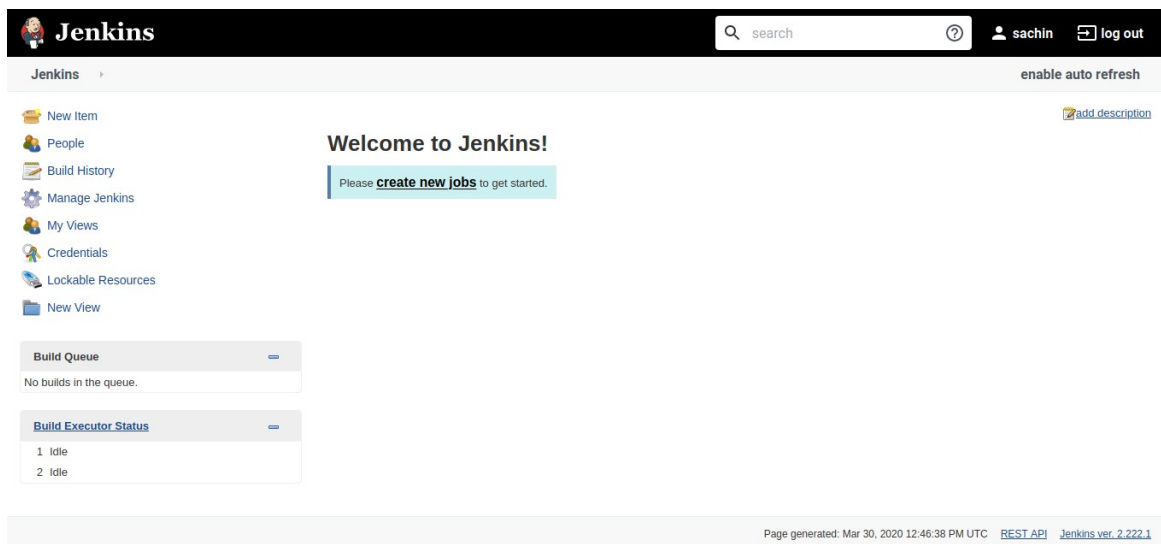 Jenkins
search
sachin
log out
Jenkins
enable auto refresh
New Item
People
Build History
Manage Jenkins
My Views
Credentials
Lockable Resources
New View
Build Queue
No builds in the queue.
Build Executor Status
1 Idle
2 Idle
add description
Welcome to Jenkins!
Please create new jobs to get started.
Page generated: Mar 30, 2020 12:46:38 PM UTC REST API Jenkins ver. 2.222.1